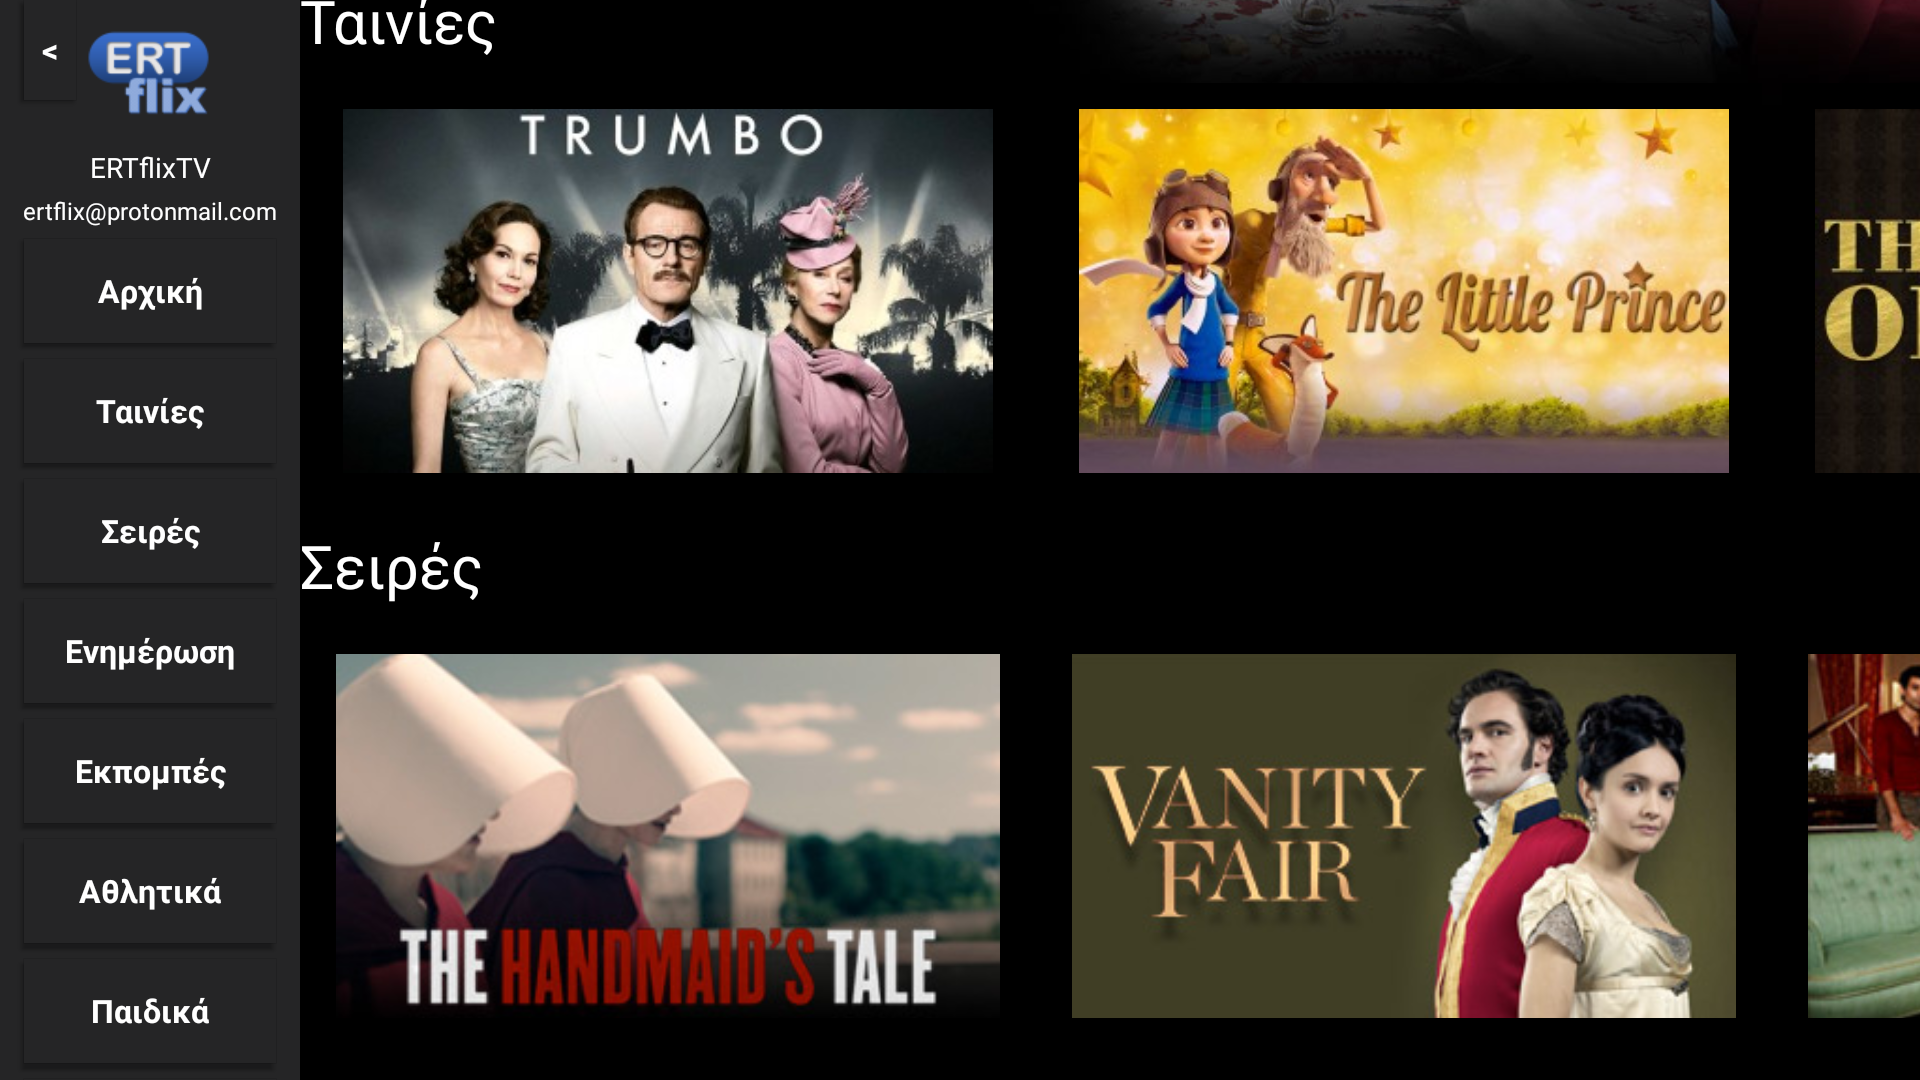 <
ERT
flix
ERTflixTV
ertflix@protonmail.com
Αρχική
Ταινίες
Σειρές
Ενημέρωση
Εκπομπές
Αθλητικά
Παιδικά
Ταινίες
TRUMBO
The Little Prince
Σειρές
THE HANDMAID'S TALE
VANITY
FAIR